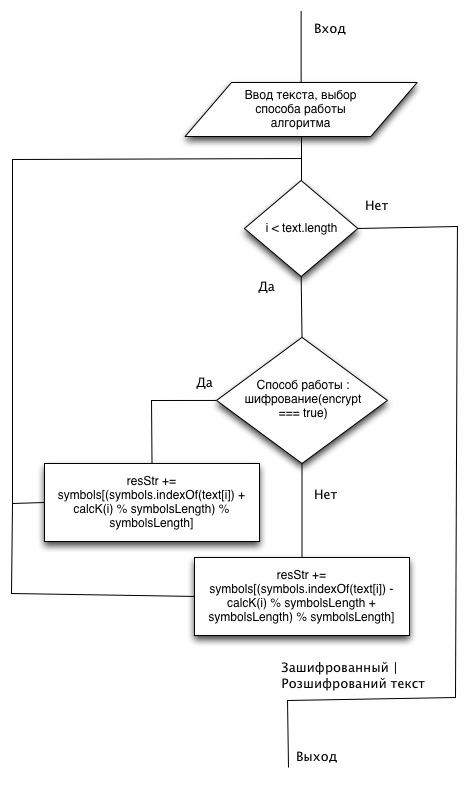 Вход
Ввод текста, выбор
способа работы
алгоритма
Нет
i < text.length
Да
Да
Способ работы :
шифрование(encrypt
=== true)
resStr +=
symbols[(symbols.indexOf(text[i]) +
calcK(i) % symbolsLength) %
symbolsLength]
Нет
resStr +=
symbols[(symbols.indexOf(text[i]) -
calcK(i) % symbolsLength +
symbolsLength) % symbolsLength]
Зашифрованный |
Розшифрований текст
Выход